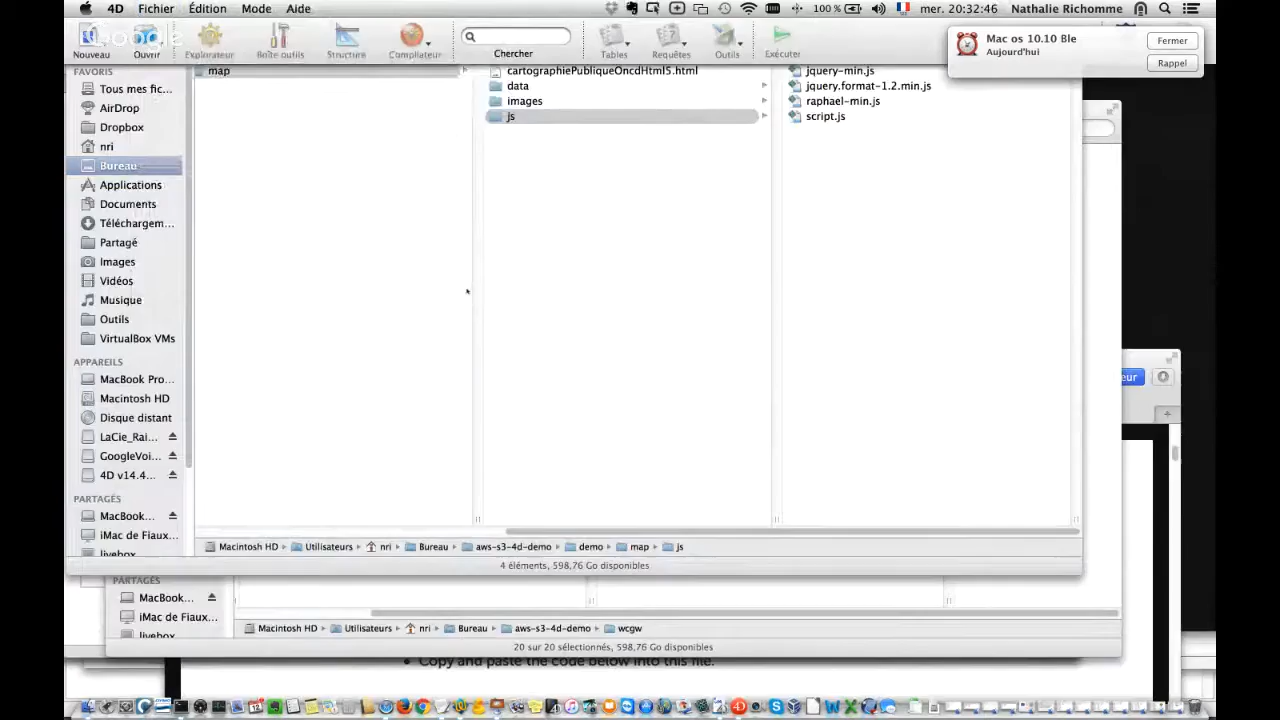 4D Fichier Édition Mode Aide 100 % mer. 20:32:46 Nathalie Richomme
Google
Nouveau Ouvrir Explorateur Boîte outils Structure Compilateur Chercher Tables Requêtes Outils Exécuter
Mac os 10.10 Ble
Aujourd'hui
Fermer
Rappel
FAVORIS
Tous mes fic...
AirDrop
Dropbox
nri
Bureau
Applications
Documents
Téléchargem...
Partagé
Images
Vidéos
Musique
Outils
VirtualBox VMs
APPAREILS
MacBook Pro...
Macintosh HD
Disque distant
LaCie_Rai...
GoogleVoi...
4D v14.4...
PARTAGÉS
MacBook...
iMac de Fiaux...
livebox
map
cartographiePubliqueOncdHtml5.html
data
images
js
jquery-min.js
jquery.format-1.2.min.js
raphael-min.js
script.js
eur
Macintosh HD Utilisateurs nri Bureau aws-s3-4d-demo demo map js
4 éléments, 598,76 Go disponibles
PARTAGÉS
MacBook...
iMac de Fiaux...
livebox
Macintosh HD Utilisateurs nri Bureau aws-s3-4d-demo wcgw
20 sur 20 sélectionnés, 598,76 Go disponibles
Copy and paste the code below into this file.